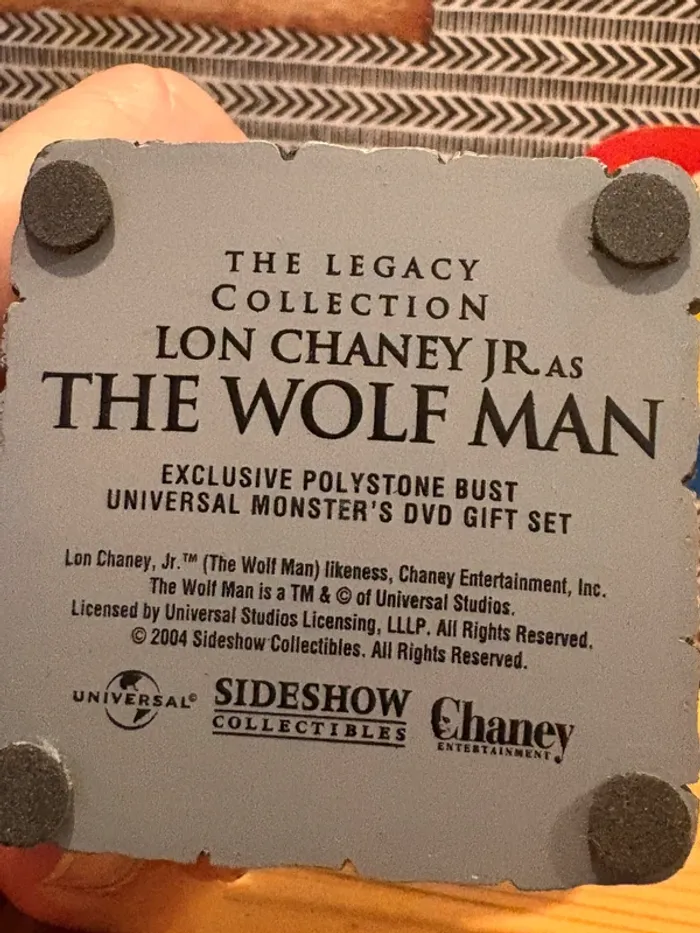 THE LEGACY
COLLECTION
LON CHANEY JR. AS
THE WOLF MAN
EXCLUSIVE POLYSTONE BUST
UNIVERSAL MONSTER'S DVD GIFT SET
Lon Chaney, Jr.™ (The Wolf Man) likeness, Chaney Entertainment, Inc.
The Wolf Man is a TM & © of Universal Studios.
Licensed by Universal Studios Licensing, LLLP. All Rights Reserved.
© 2004 Sideshow Collectibles. All Rights Reserved.
UNIVERSAL©
SIDESHOW
COLLECTIBLES
Chaney
ENTERTAINMENT